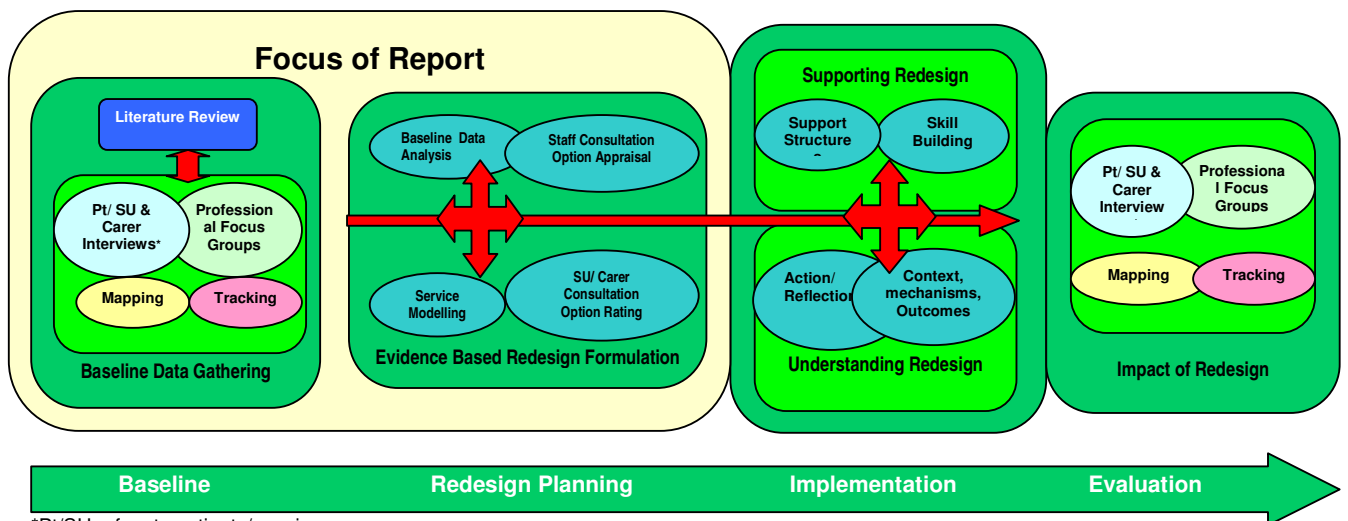 Focus of Report
Literature Review
Pt/ SU &
Carer
Interviews*
Profession
al Focus
Groups
Mapping
Tracking
Baseline Data Gathering
Baseline Data
Analysis
Staff Consultation
Option Appraisal
Service
Modelling
SU/ Carer
Consultation
Option Rating
Evidence Based Redesign Formulation
Supporting Redesign
Support
Structure
Skill
Building
Action/
Reflection
Context,
mechanisms,
Outcomes
Understanding Redesign
Pt/ SU &
Carer
Interview
Professiona
l Focus
Groups
Mapping
Tracking
Impact of Redesign
Baseline
Redesign Planning
Implementation
Evaluation